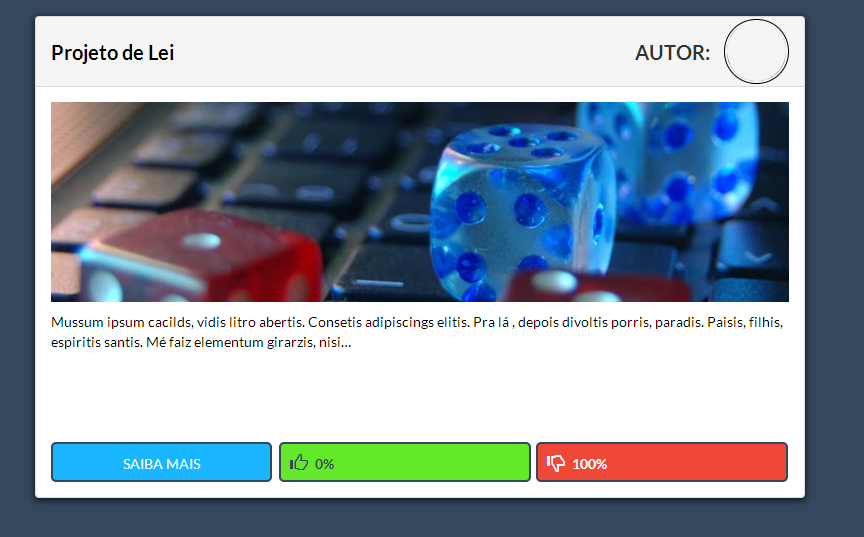 Projeto de Lei
AUTOR:
Mussum ipsum cacilds, vidis litro abertis. Consetis adipiscings elitis. Pra lá , depois divoltis porris, paradis. Paisis, filhis,
espiritis santis. Mé faiz elementum girarzis, nisi...
SAIBA MAIS
0%
100%